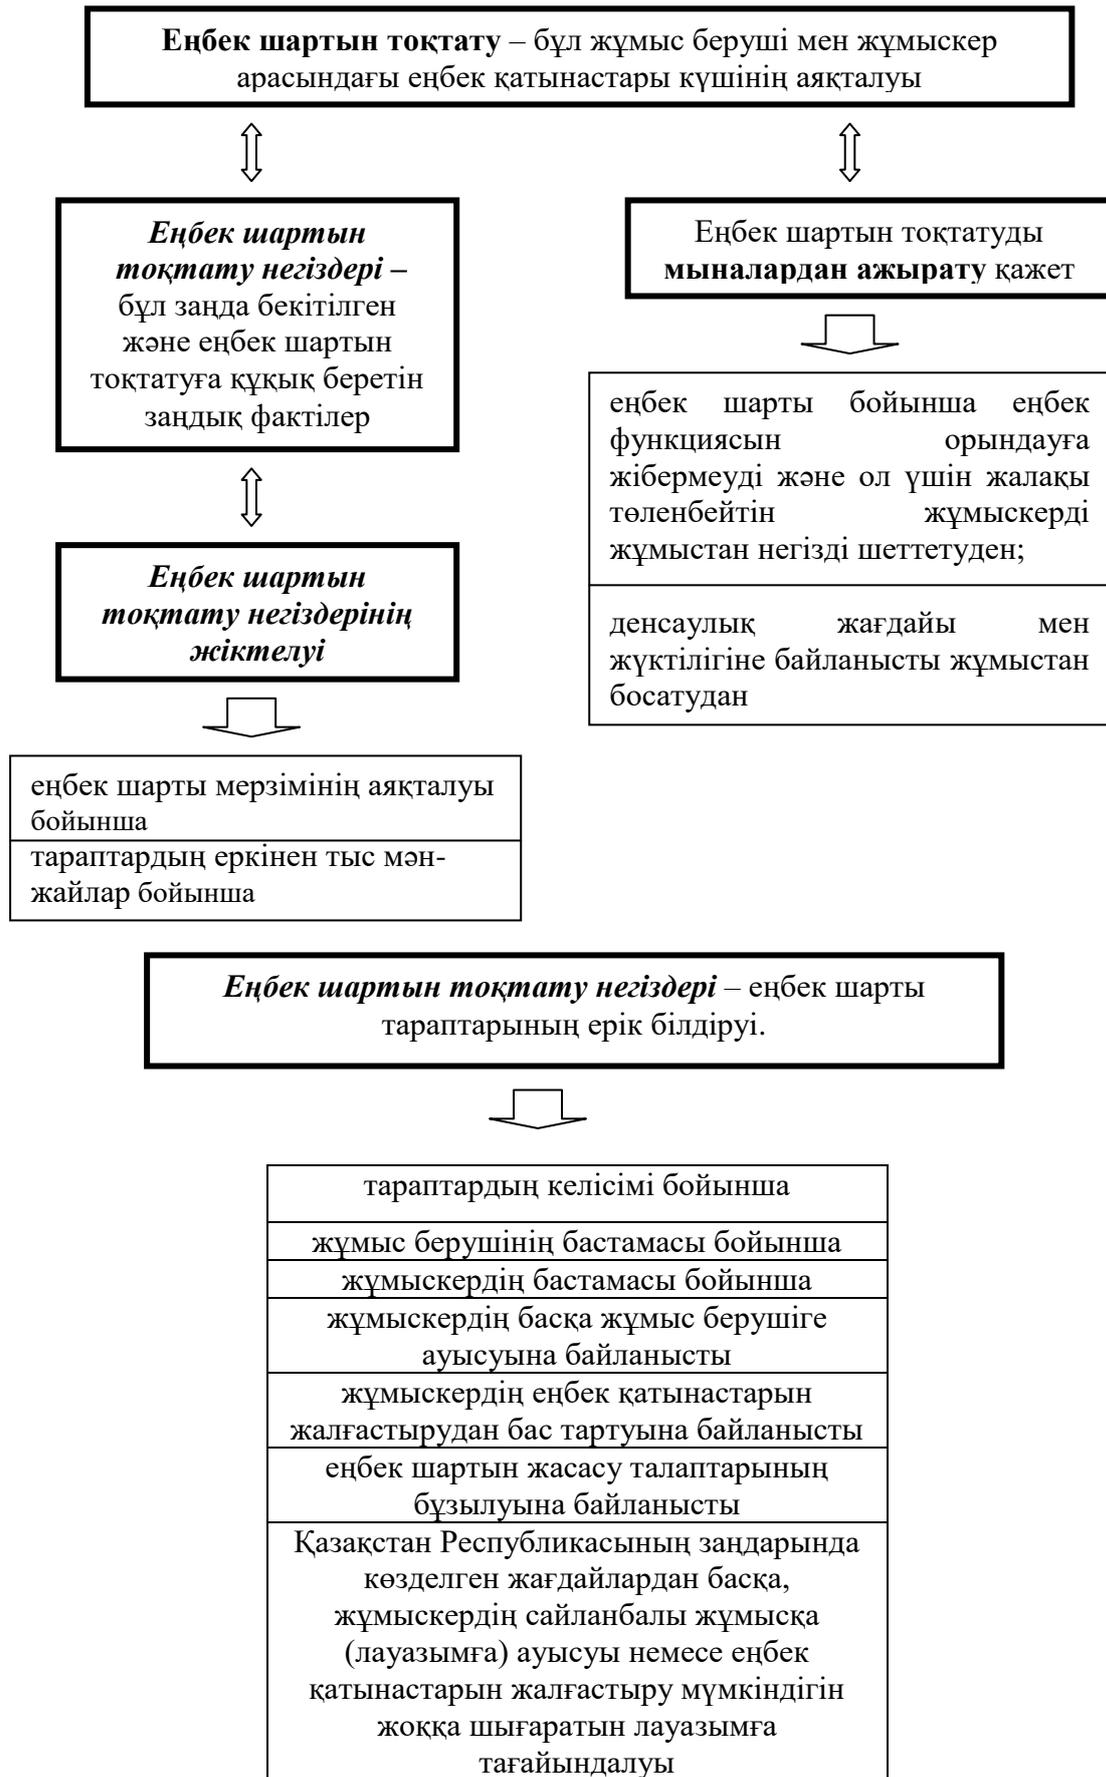 Еңбек шартын тоқтату – бұл жұмыс беруші мен жұмыскер
арасындағы еңбек қатынастары күшінің аяқталуы
Еңбек шартын
тоқтату негіздері –
бұл заңда бекітілген
және еңбек шартын
тоқтатуға құқық беретін
заңдық фактілер
Еңбек шартын тоқтатуды
мыналардан ажырату қажет
еңбек шарты бойынша еңбек
функциясын орындауға
жібермеуді және ол үшін жалақы
төленбейтін жұмыскерді
жұмыстан негізді шеттетуден;
денсаулық жағдайы мен
жүктілігіне байланысты жұмыстан
босатудан
Еңбек шартын
тоқтату негіздерінің
жіктелуі
еңбек шарты мерзімінің аяқталуы
бойынша
тараптардың еркінен тыс мән-
жайлар бойынша
Еңбек шартын тоқтату негіздері – еңбек шарты
тараптарының ерік білдіруі.
тараптардың келісімі бойынша
жұмыс берушінің бастамасы бойынша
жұмыскердің бастамасы бойынша
жұмыскердің басқа жұмыс берушіге
ауысуына байланысты
жұмыскердің еңбек қатынастарын
жалғастырудан бас тартуына байланысты
еңбек шартын жасасу талаптарының
бұзылуына байланысты
Қазақстан Республикасының заңдарында
көзделген жағдайлардан басқа,
жұмыскердің сайланбалы жұмысқа
(лауазымға) ауысуы немесе еңбек
қатынастарын жалғастыру мүмкіндігін
жоққа шығаратын лауазымға
тағайындалуы